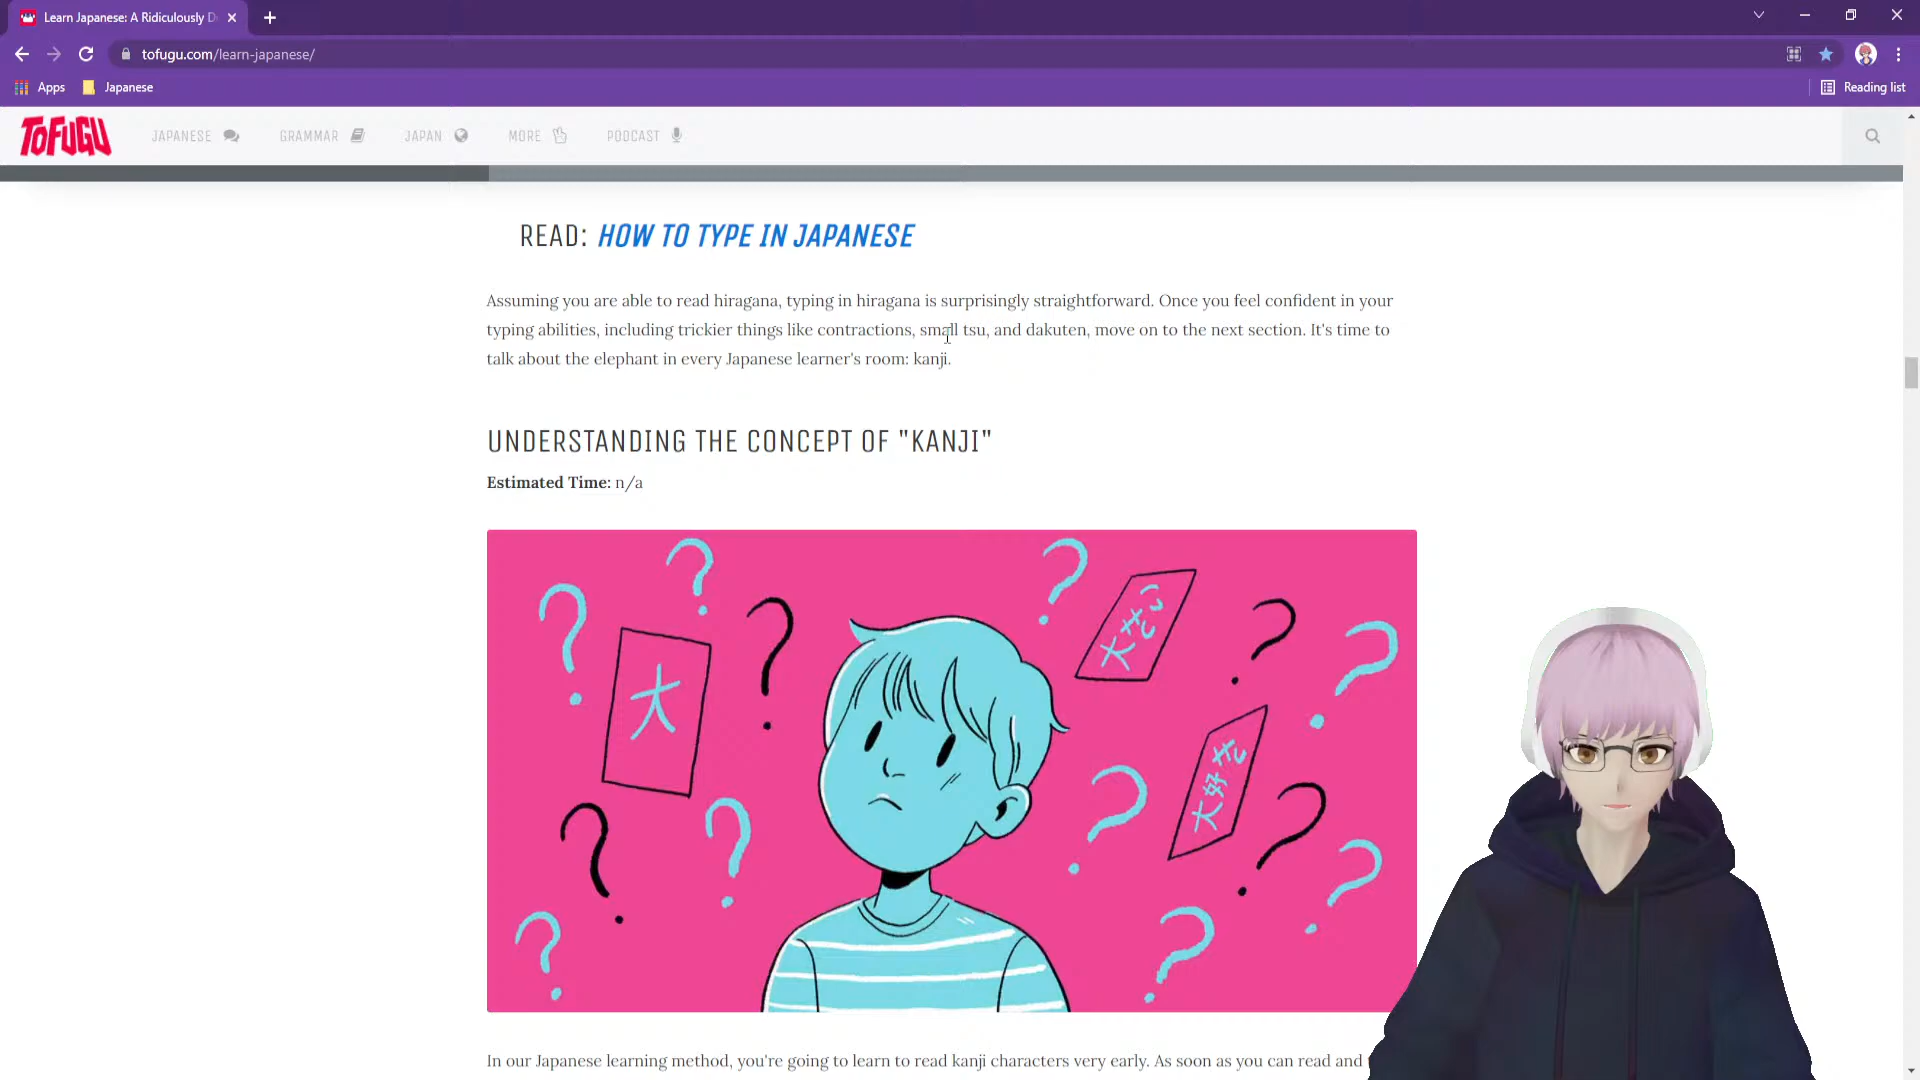 Learn Japanese: A Ridiculously D
tofugu.com/learn-japanese/
Apps
Japanese
Reading list
TOFUGU
JAPANESE
GRAMMAR
JAPAN
MORE
PODCAST
READ: HOW TO TYPE IN JAPANESE
Assuming you are able to read hiragana, typing in hiragana is surprisingly straightforward. Once you feel confident in your
typing abilities, including trickier things like contractions, small tsu, and dakuten, move on to the next section. It's time to
talk about the elephant in every Japanese learner's room: kanji.
UNDERSTANDING THE CONCEPT OF "KANJI"
Estimated Time: n/a
大
In our Japanese learning method, you're going to learn to read kanji characters very early. As soon as you can read and